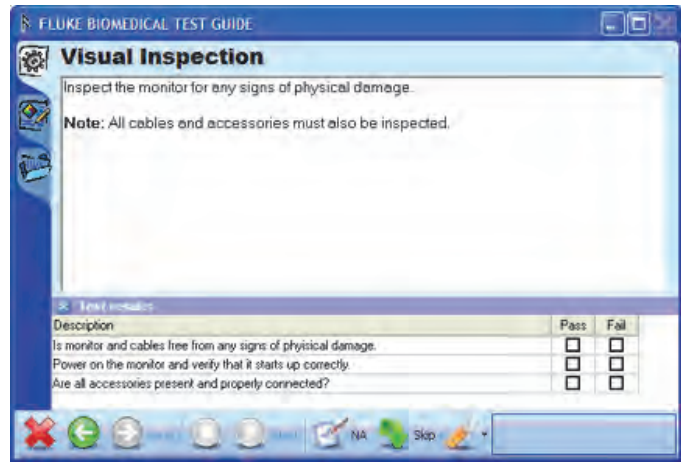 FLUKE BIOMEDICAL TEST GUIDE
Visual Inspection
Inspect the monitor for any signs of physical damage.
Note: All cables and accessories must also be inspected.
Test results
Description Pass Fail
Is monitor and cables free from any signs of phyisical damage.
Power on the monitor and verify that it starts up correctly.
Are all accessories present and properly connected?
NA Skip